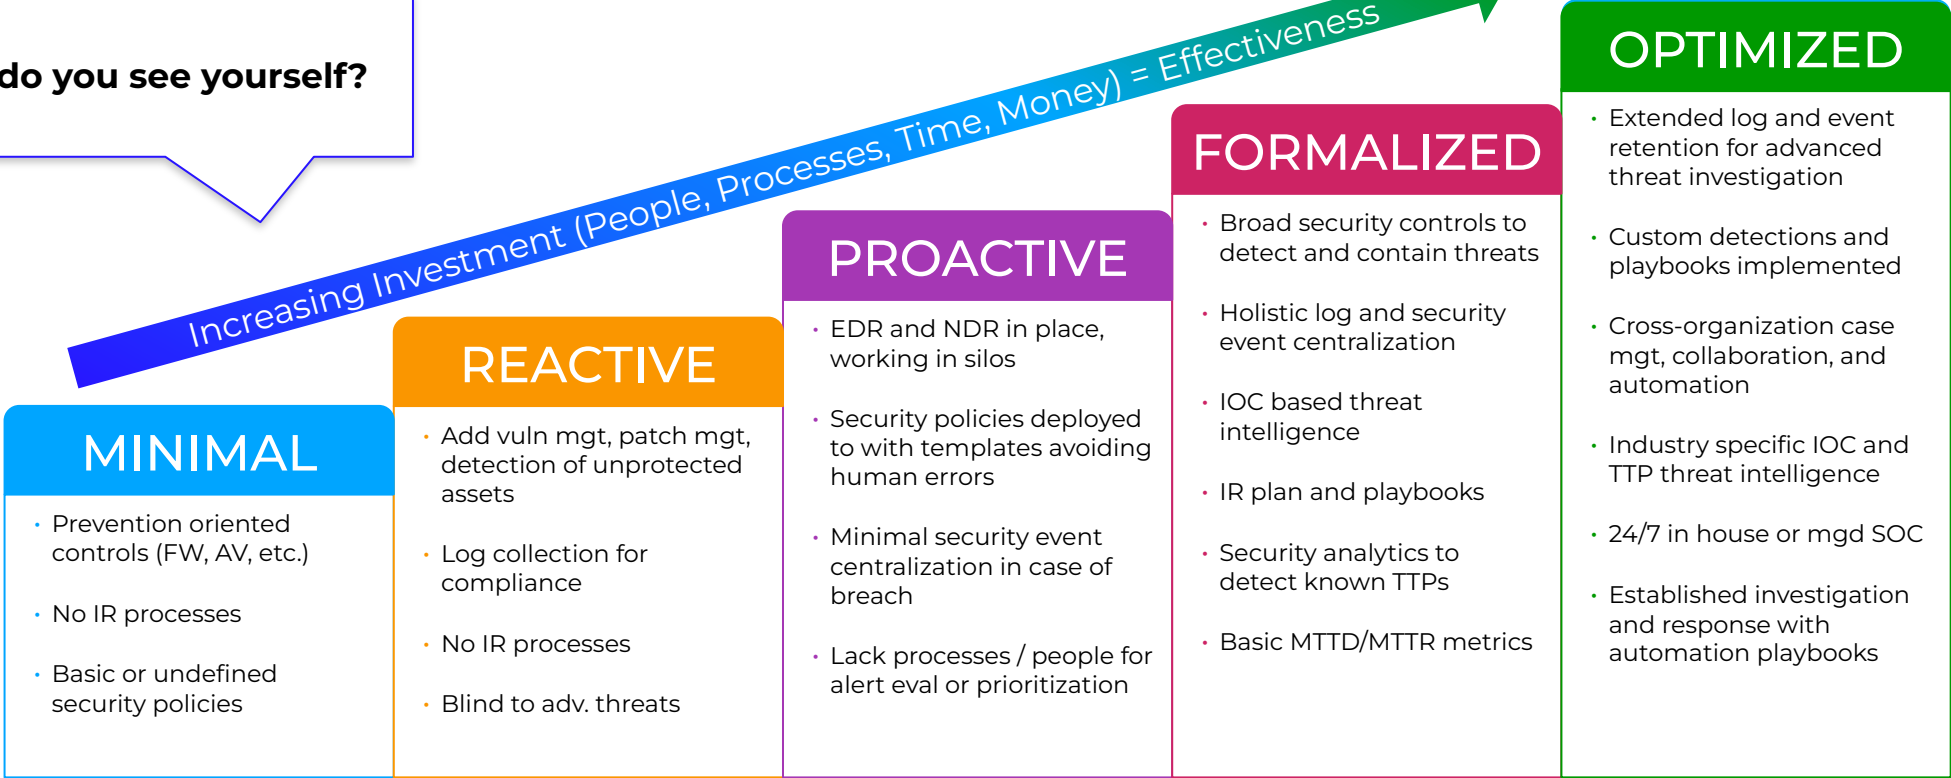 do you see yourself?
Increasing Investment (People, Processes, Time, Money) = Effectiveness
MINIMAL
• Prevention oriented
controls (FW, AV, etc.)
• No IR processes
• Basic or undefined
security policies
REACTIVE
• Add vuln mgt, patch mgt,
detection of unprotected
assets
• Log collection for
compliance
• No IR processes
• Blind to adv. threats
PROACTIVE
• EDR and NDR in place,
working in silos
• Security policies deployed
to with templates avoiding
human errors
• Minimal security event
centralization in case of
breach
• Lack processes / people for
alert eval or prioritization
FORMALIZED
• Broad security controls to
detect and contain threats
• Holistic log and security
event centralization
• IOC based threat
intelligence
• IR plan and playbooks
• Security analytics to
detect known TTPs
• Basic MTTD/MTTR metrics
OPTIMIZED
• Extended log and event
retention for advanced
threat investigation
• Custom detections and
playbooks implemented
• Cross-organization case
mgt, collaboration, and
automation
• Industry specific IOC and
TTP threat intelligence
• 24/7 in house or mgd SOC
• Established investigation
and response with
automation playbooks